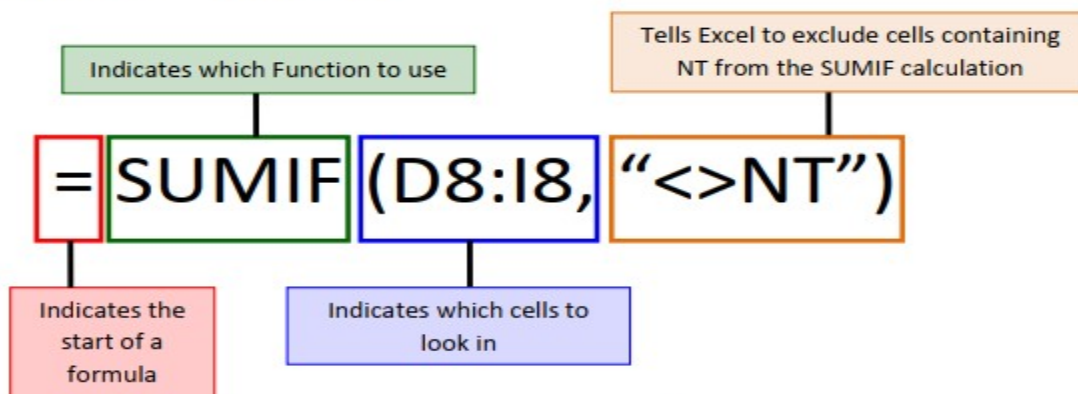 Tells Excel to exclude cells containing
NT from the SUMIF calculation
Indicates which Function to use
=SUMIF(D8:I8, “<>NT”)
Indicates the
start of a
formula
Indicates which cells to
look in